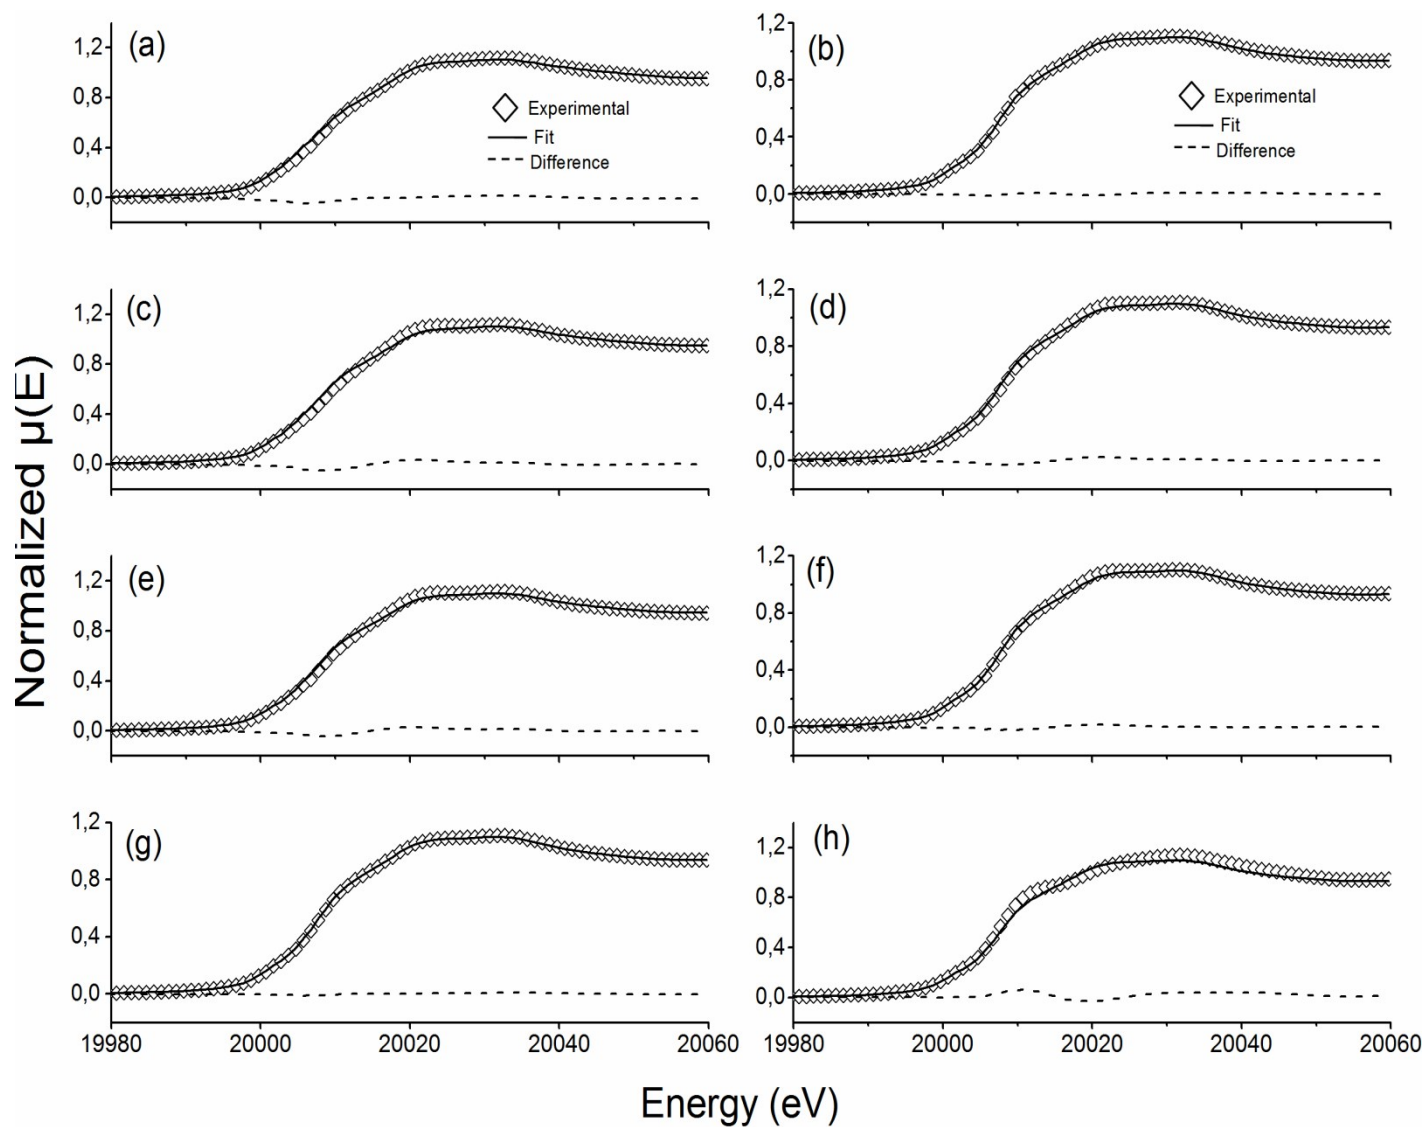 (a)
1,2
0,8
0,4
0,0
Experimental
Fit
Difference
(b)
1,2
0,8
0,4
0,0
Experimental
Fit
Difference
(c)
1,2
0,8
0,4
0,0
(d)
1,2
0,8
0,4
0,0
Normalized μ(E)
(e)
1,2
0,8
0,4
0,0
(f)
1,2
0,8
0,4
0,0
(g)
1,2
0,8
0,4
0,0
19980 20000 20020 20040 20060
(h)
1,2
0,8
0,4
0,0
19980 20000 20020 20040 20060
Energy (eV)